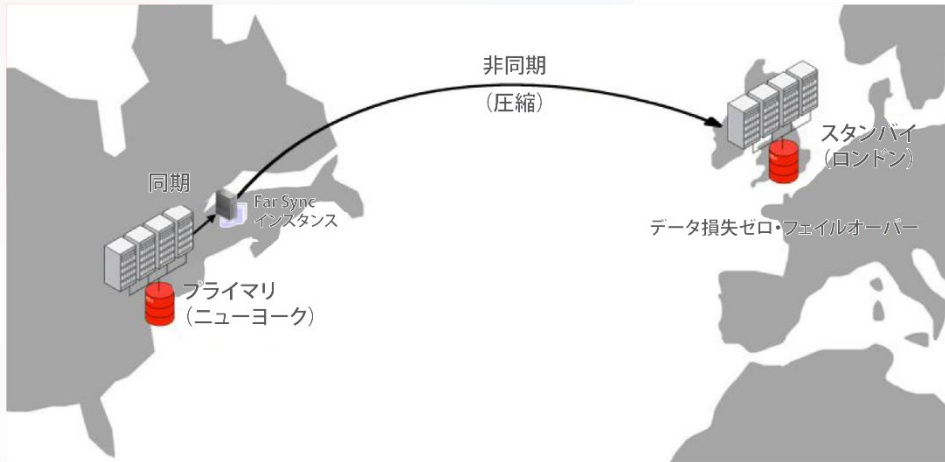 非同期
（圧縮）
スタンバイ
（ロンドン）
同期
Far Sync
インスタンス
データ損失ゼロ・フェイルオーバー
プライマリ
（ニューヨーク）